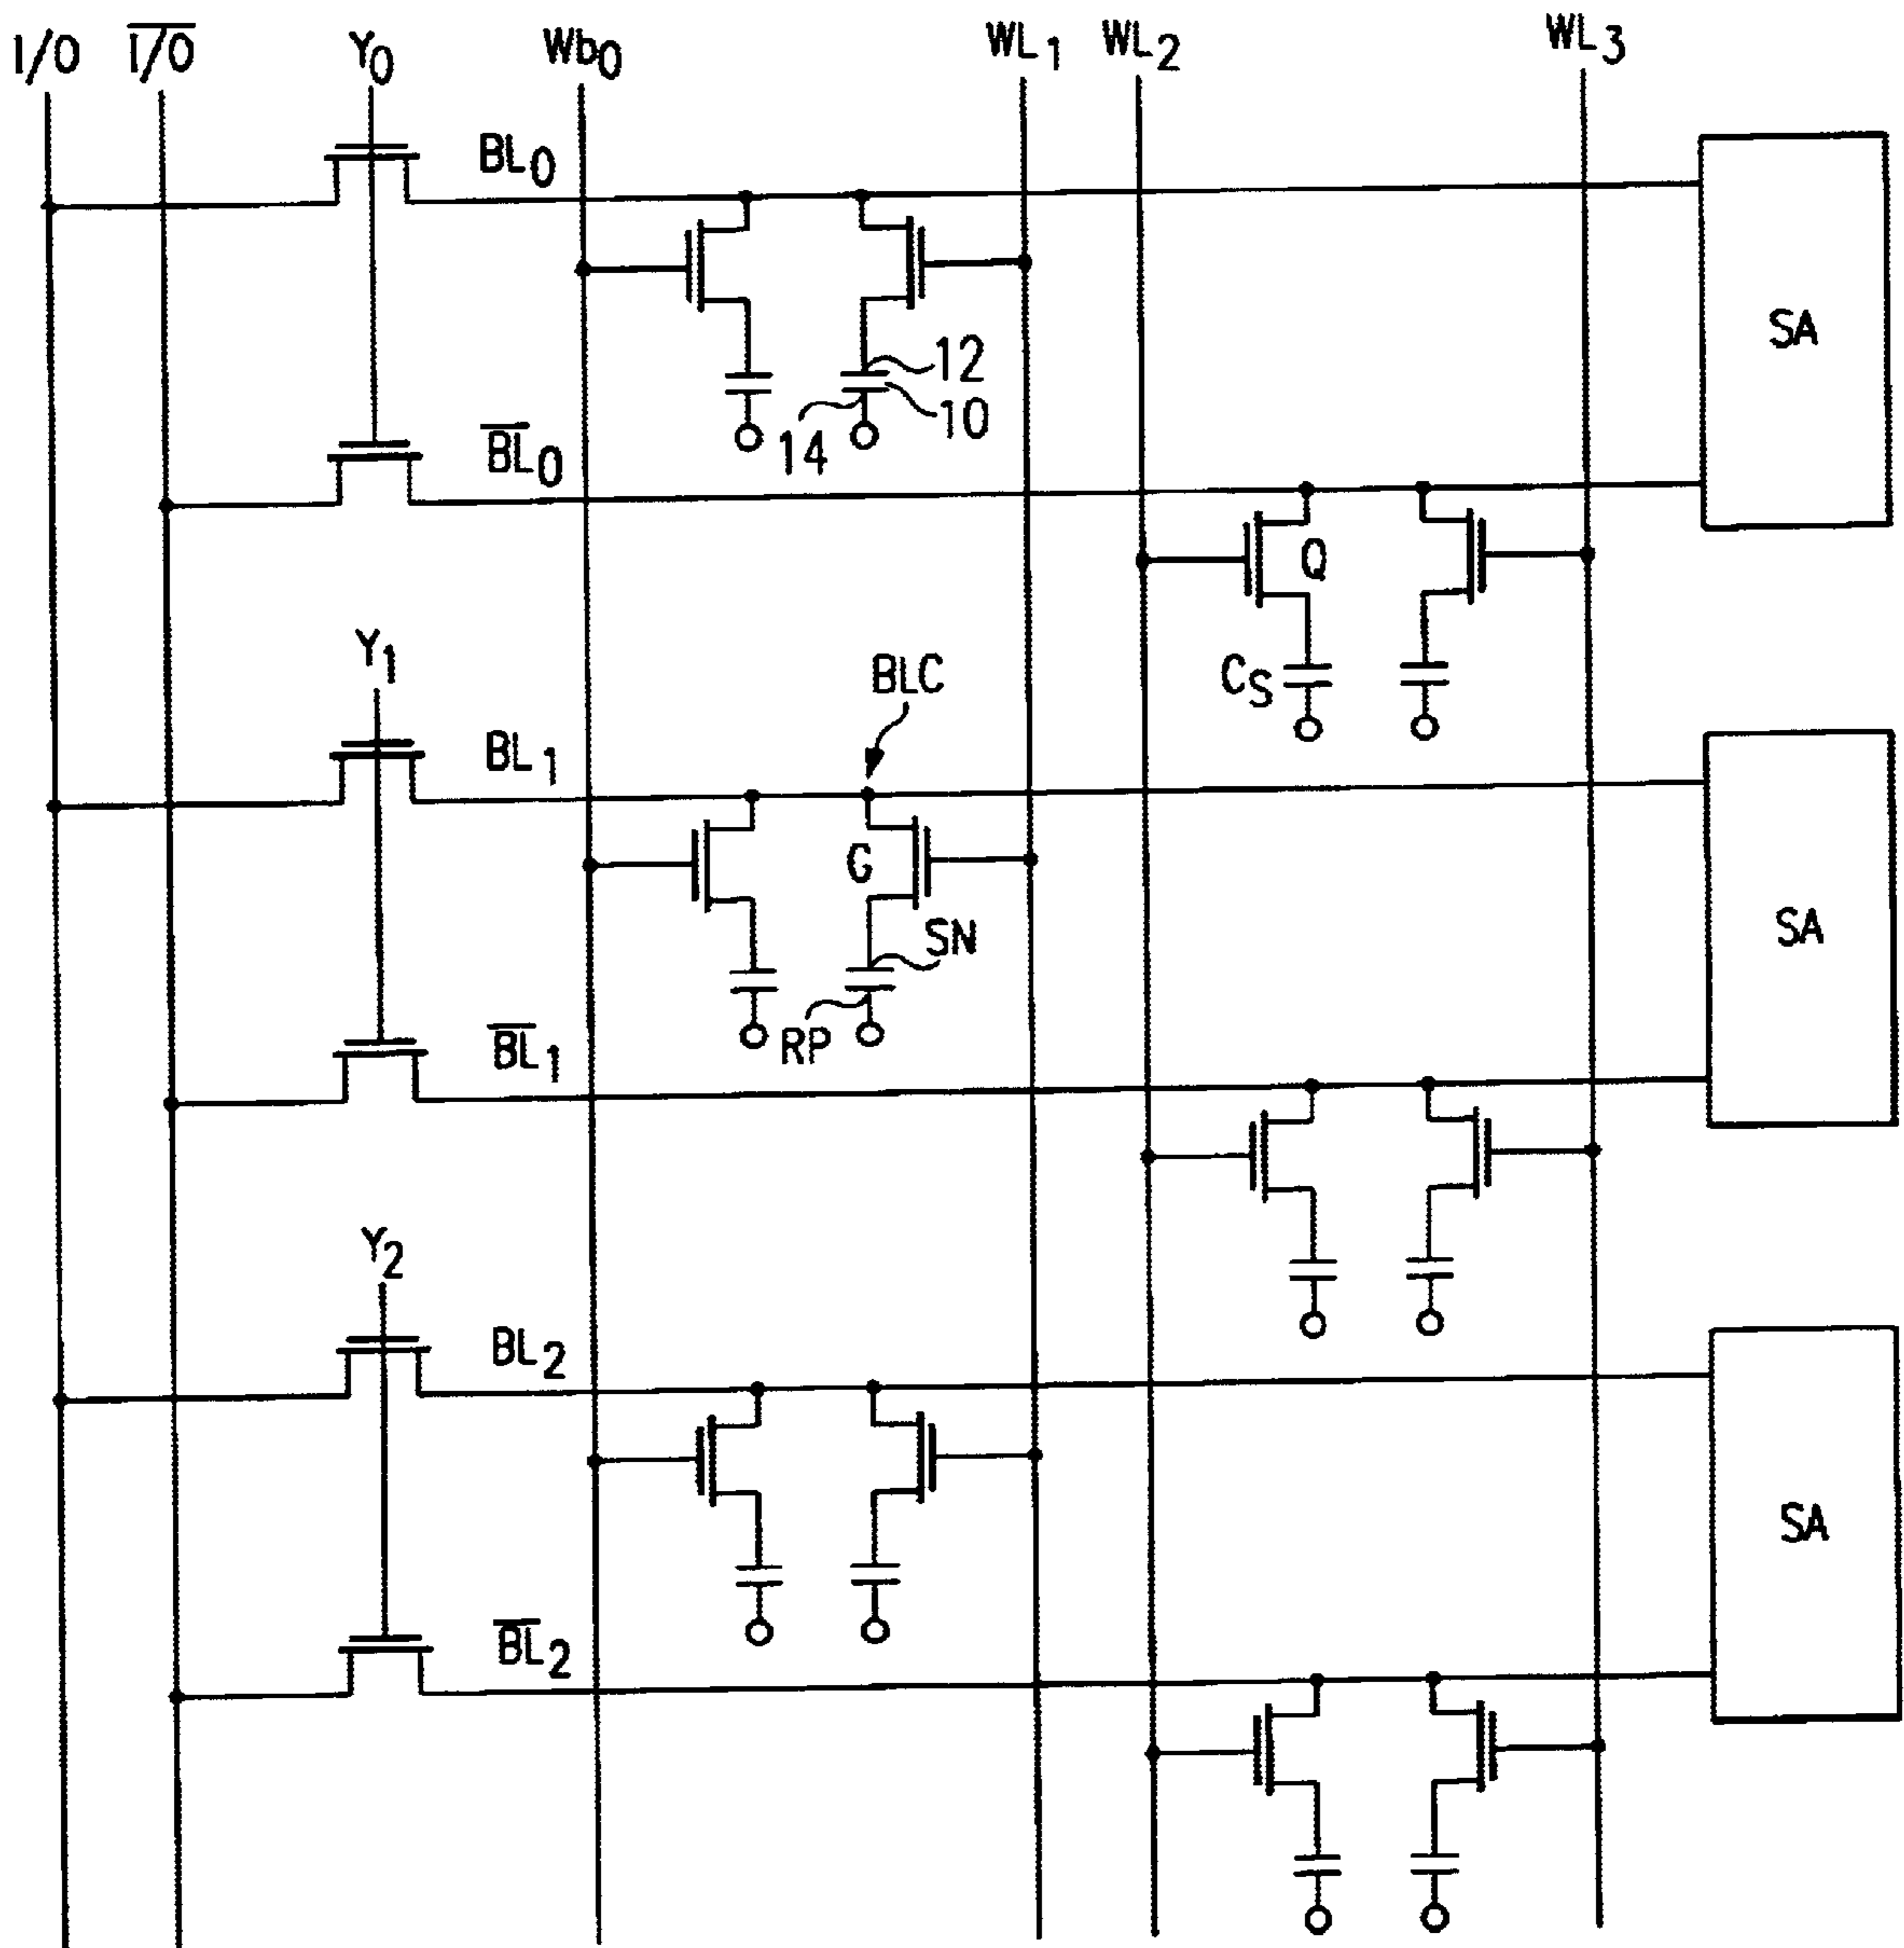 I/O I/O Y0 Wb0 WL1 WL2 WL3
BL0
SA
12
10
14
BL0
Q
CS
Y1
BLC
BL1
G
SA
SN
RP
BL1
Y2
BL2
SA
BL2